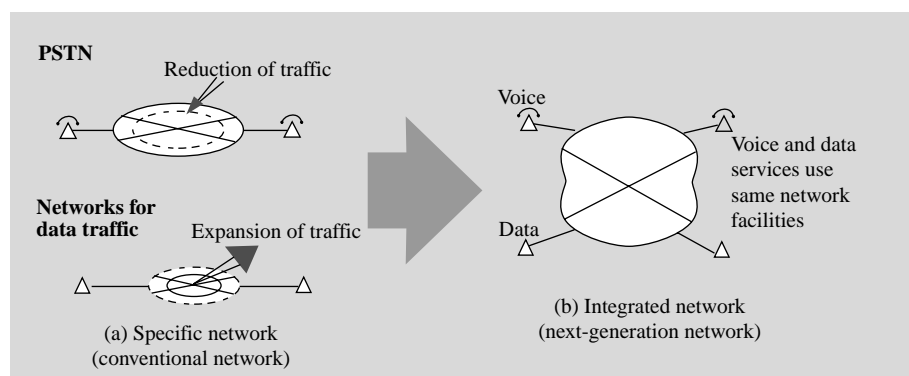 PSTN
Reduction of traffic
Networks for
data traffic
Expansion of traffic
(a) Specific network
(conventional network)
Voice
Voice and data
services use
same network
facilities
Data
(b) Integrated network
(next-generation network)